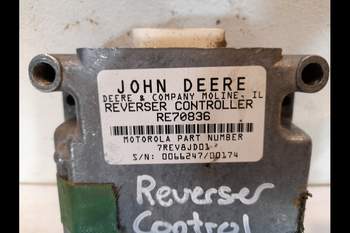 JOHN DEERE
DEERE & COMPANY MOLINE, IL
REVERSER CONTROLLER
RE70836
MOTOROLA PART NUMBER
7REV8JD01
S/N: 0066247/00174
Reverser
Control